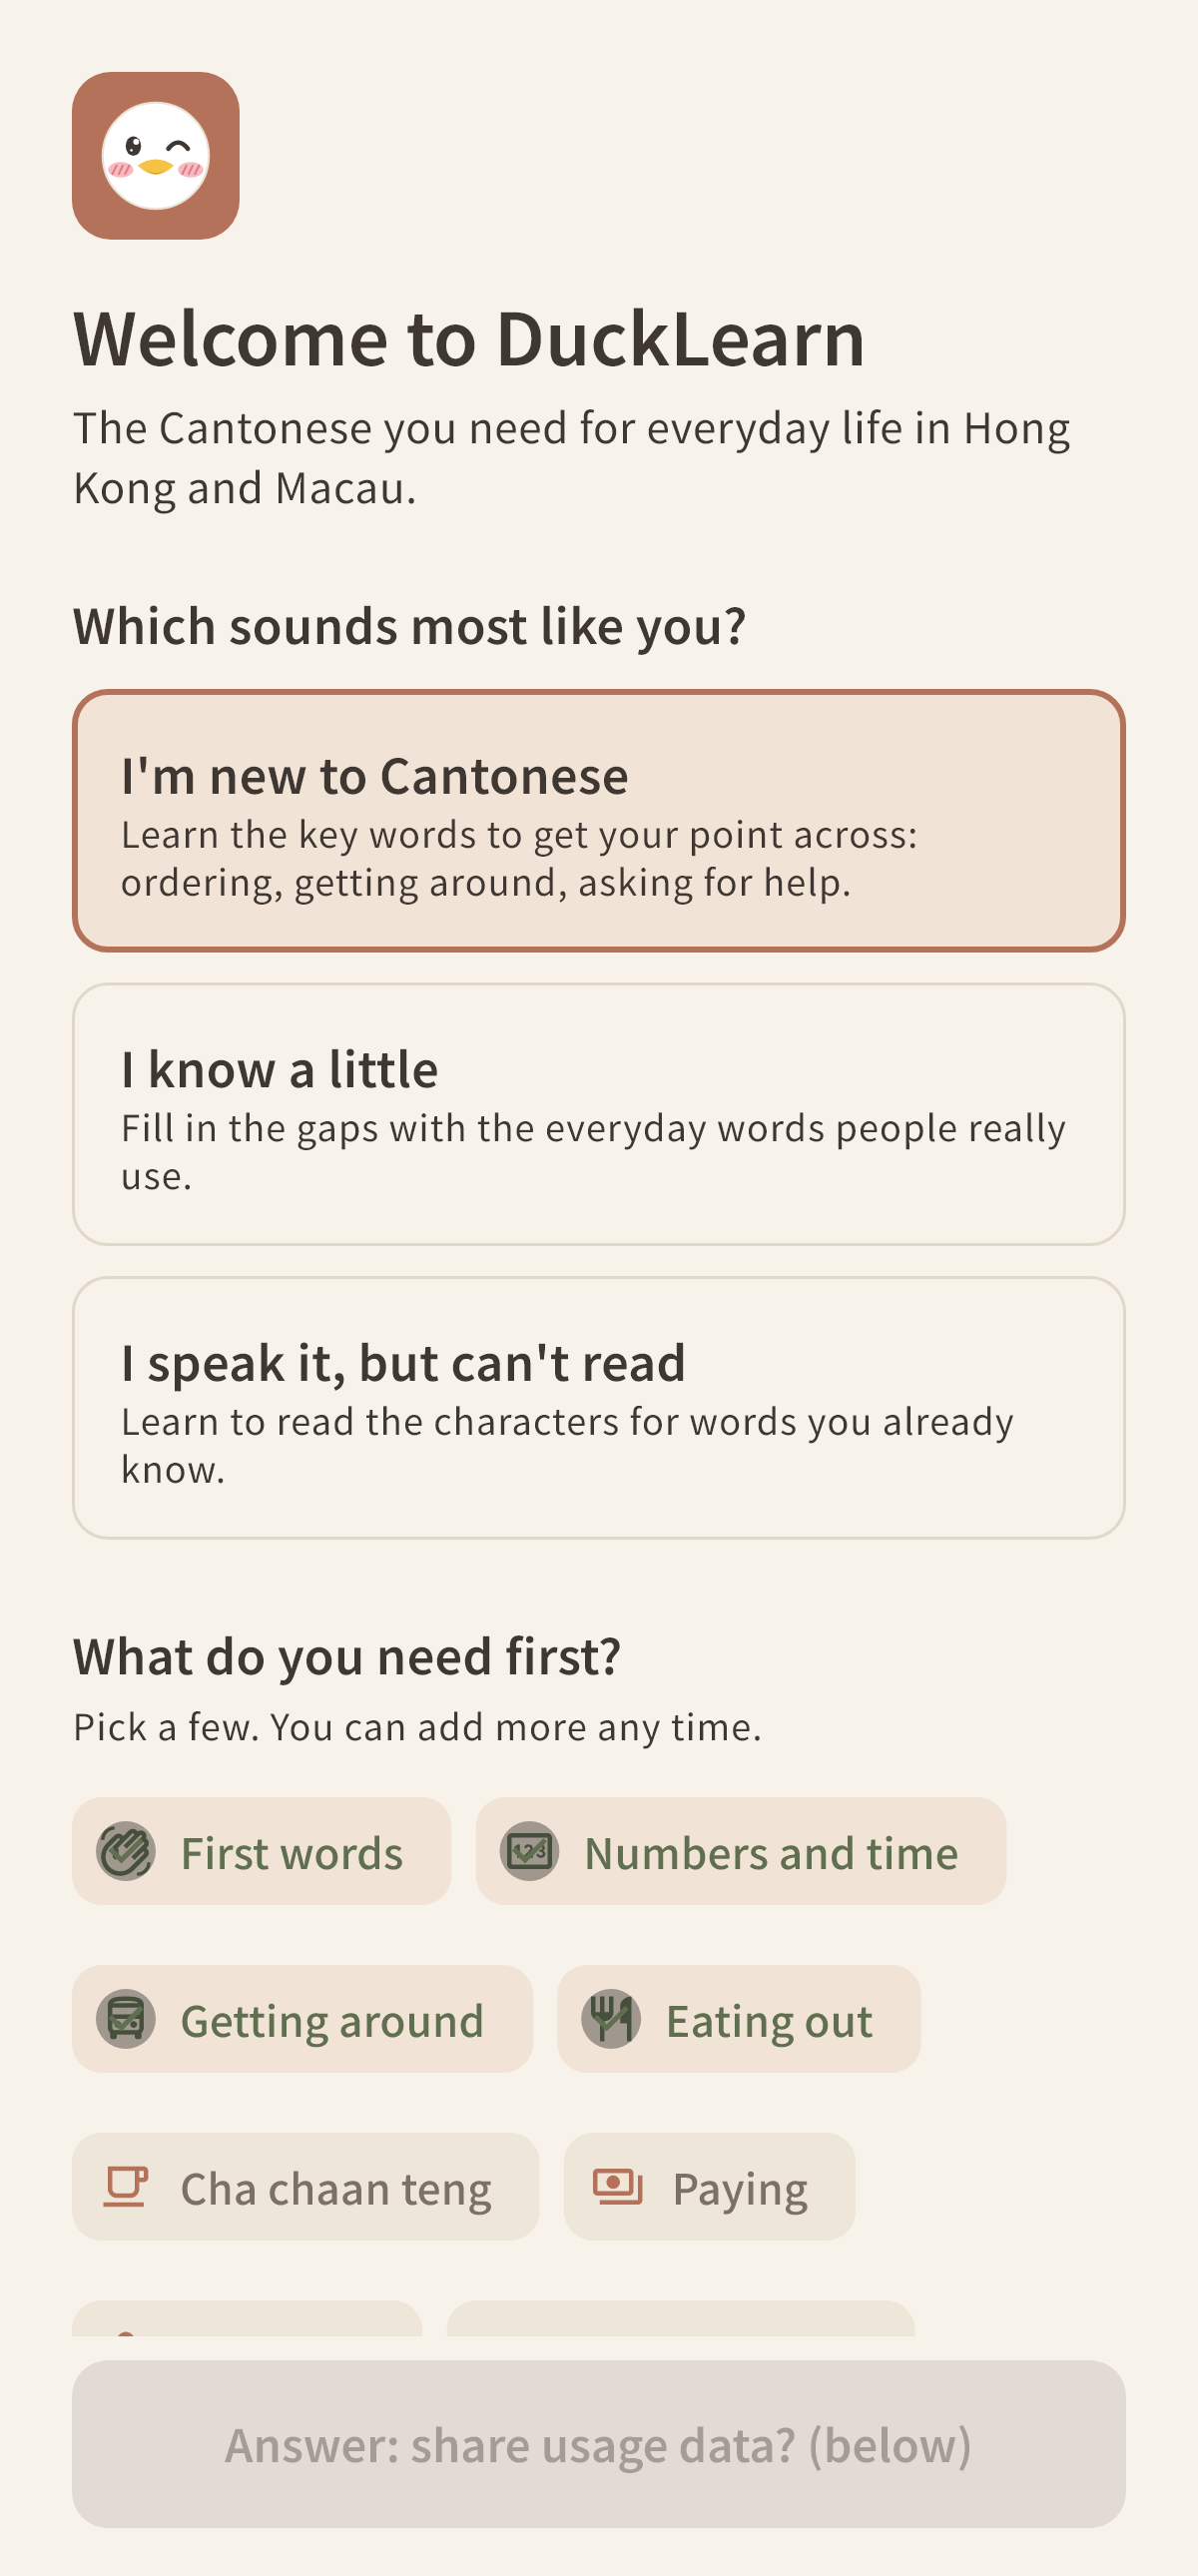 Welcome to DuckLearn
The Cantonese you need for everyday life in Hong
Kong and Macau.
Which sounds most like you?
I'm new to Cantonese
Learn the key words to get your point across:
ordering, getting around, asking for help.
I know a little
Fill in the gaps with the everyday words people really
use.
I speak it, but can't read
Learn to read the characters for words you already
know.
What do you need first?
Pick a few. You can add more any time.
First words
123 Numbers and time
Getting around
Eating out
Cha chaan teng
Paying
Answer: share usage data? (below)